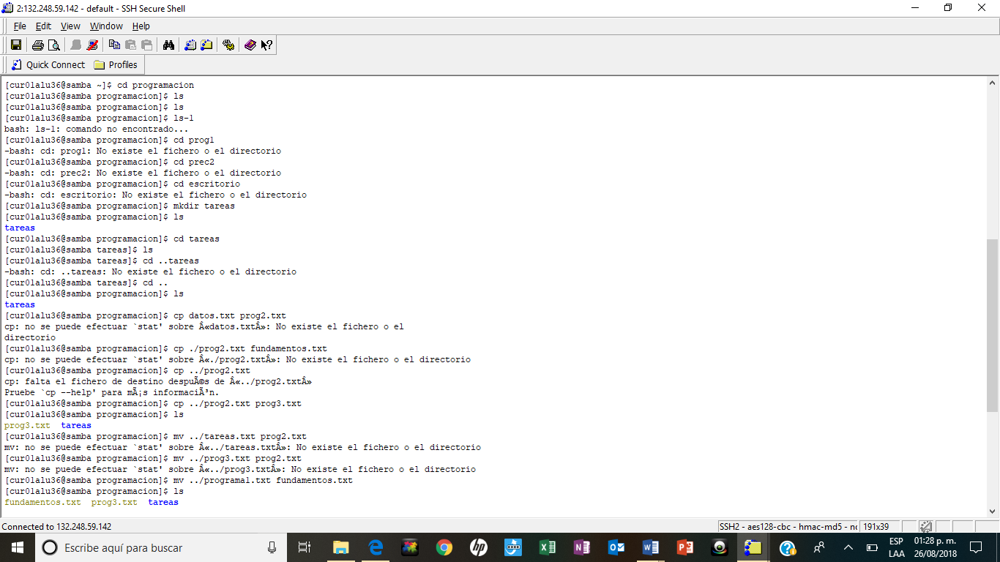 2:132.248.59.142 - default - SSH Secure Shell
File Edit View Window Help
Quick Connect Profiles
[cur01alu36@samba ~]$ cd programacion
[cur01alu36@samba programacion]$ ls
[cur01alu36@samba programacion]$ ls
[cur01alu36@samba programacion]$ ls-1
bash: ls-1: comando no encontrado...
[cur01alu36@samba programacion]$ cd prog1
-bash: cd: prog1: No existe el fichero o el directorio
[cur01alu36@samba programacion]$ cd prec2
-bash: cd: prec2: No existe el fichero o el directorio
[cur01alu36@samba programacion]$ cd escritorio
-bash: cd: escritorio: No existe el fichero o el directorio
[cur01alu36@samba programacion]$ mkdir tareas
[cur01alu36@samba programacion]$ ls
tareas
[cur01alu36@samba programacion]$ cd tareas
[cur01alu36@samba tareas]$ ls
[cur01alu36@samba tareas]$ cd ..tareas
-bash: cd: ..tareas: No existe el fichero o el directorio
[cur01alu36@samba tareas]$ cd ..
[cur01alu36@samba programacion]$ ls
tareas
[cur01alu36@samba programacion]$ cp datos.txt prog2.txt
cp: no se puede efectuar `stat' sobre Â«datos.txtÂ»: No existe el fichero o el
directorio
[cur01alu36@samba programacion]$ cp ./prog2.txt fundamentos.txt
cp: no se puede efectuar `stat' sobre Â«./prog2.txtÂ»: No existe el fichero o el directorio
[cur01alu36@samba programacion]$ cp ../prog2.txt
cp: falta el fichero de destino despuÃ©s de Â«../prog2.txtÂ»
Pruebe `cp --help' para mÃ¡s informaciÃ³n.
[cur01alu36@samba programacion]$ cp ../prog2.txt prog3.txt
[cur01alu36@samba programacion]$ ls
prog3.txt tareas
[cur01alu36@samba programacion]$ mv ../tareas.txt prog2.txt
mv: no se puede efectuar `stat' sobre Â«../tareas.txtÂ»: No existe el fichero o el directorio
[cur01alu36@samba programacion]$ mv ../prog3.txt prog2.txt
mv: no se puede efectuar `stat' sobre Â«../prog3.txtÂ»: No existe el fichero o el directorio
[cur01alu36@samba programacion]$ mv ../programa1.txt fundamentos.txt
[cur01alu36@samba programacion]$ ls
fundamentos.txt prog3.txt tareas
Connected to 132.248.59.142
SSH2 - aes128-cbc - hmac-md5 - nc
191x39
Escribe aquí para buscar
ESP
LAA
01:28 p. m.
26/08/2018